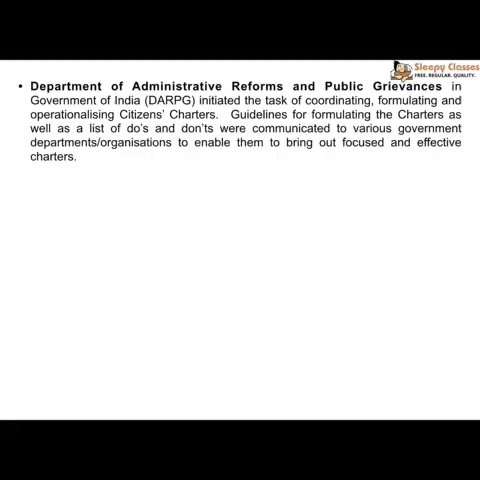 Sleepy Classes
FREE. REGULAR. QUALITY.
• Department of Administrative Reforms and Public Grievances in
Government of India (DARPG) initiated the task of coordinating, formulating and
operationalising Citizens’ Charters. Guidelines for formulating the Charters as
well as a list of do’s and don’ts were communicated to various government
departments/organisations to enable them to bring out focused and effective
charters.